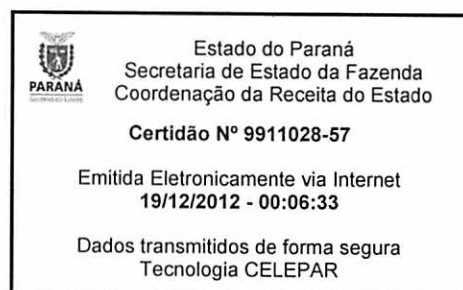 Estado do Paraná
Secretaria de Estado da Fazenda
PARANÁ
Coordenação da Receita do Estado
Certidão Nº 9911028-57
Emitida Eletronicamente via Internet
19/12/2012 - 00:06:33
Dados transmitidos de forma segura
Tecnologia CELEPAR